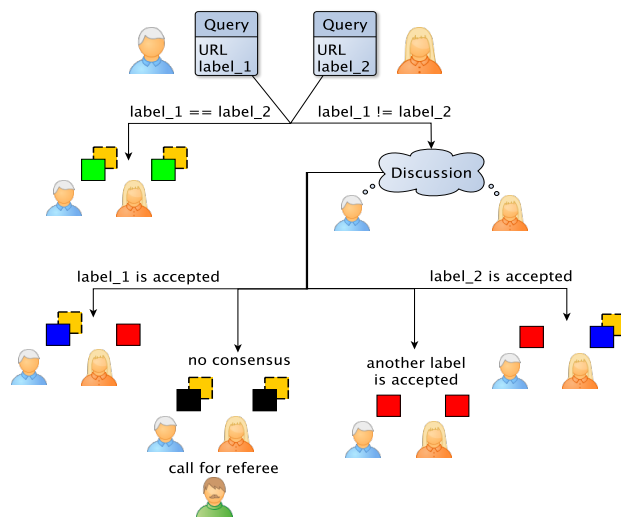 Query
URL
label_1
Query
URL
label_2
label_1 == label_2
label_1 != label_2
Discussion
label_1 is accepted
label_2 is accepted
no consensus
another label
is accepted
call for referee